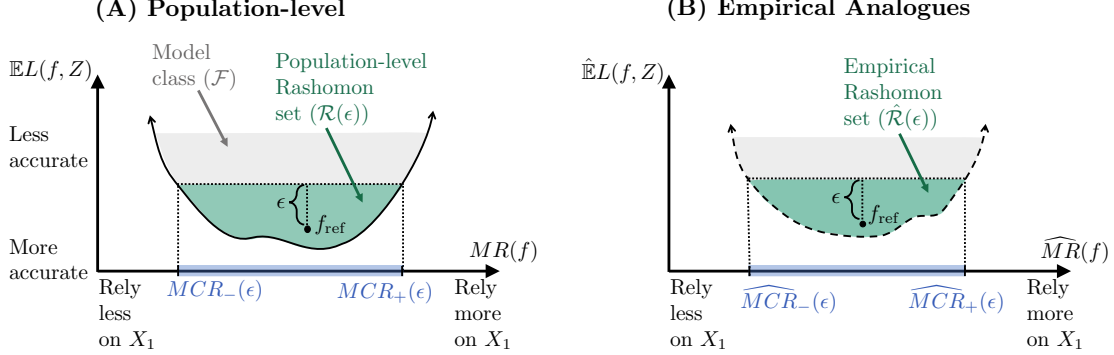 (A) Population-level
𝔼L(f, Z)
Model
class (ℱ)
Population-level
Rashomon
set (ℛ(ϵ))
Less
accurate
ϵ
f_ref
More
accurate
MR(f)
MCR₋(ϵ)
MCR₊(ϵ)
Rely
less
on X₁
Rely
more
on X₁
(B) Empirical Analogues
𝔼̂L(f, Z)
Empirical
Rashomon
set (ℛ̂(ϵ))
ϵ
f_ref
M͡R(f)
M͡CR₋(ϵ)
M͡CR₊(ϵ)
Rely
less
on X₁
Rely
more
on X₁